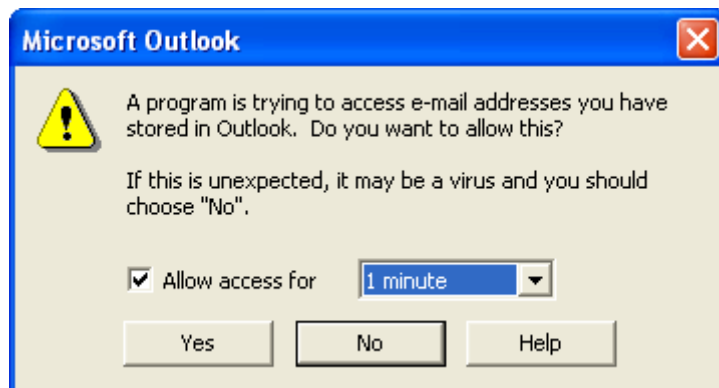 Microsoft Outlook
A program is trying to access e-mail addresses you have
stored in Outlook. Do you want to allow this?
If this is unexpected, it may be a virus and you should
choose "No".
Allow access for 1 minute
Yes No Help